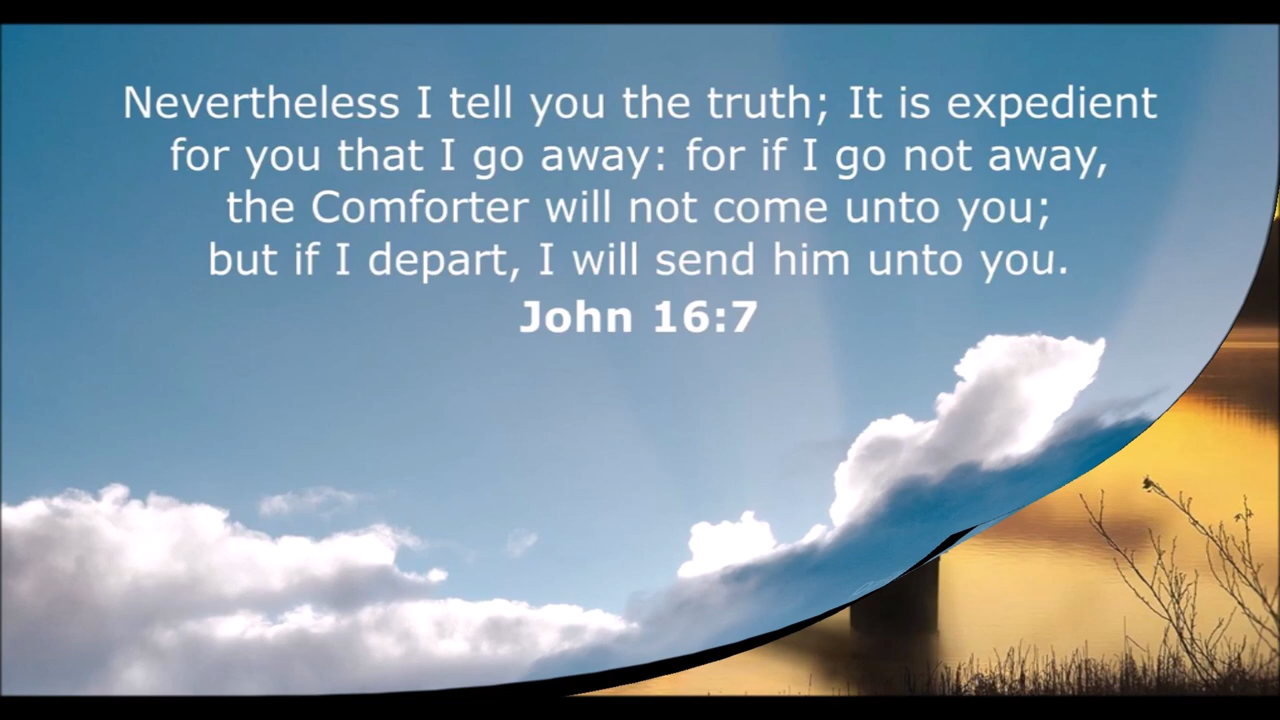 Nevertheless I tell you the truth; It is expedient
for you that I go away: for if I go not away,
the Comforter will not come unto you;
but if I depart, I will send him unto you.
John 16:7